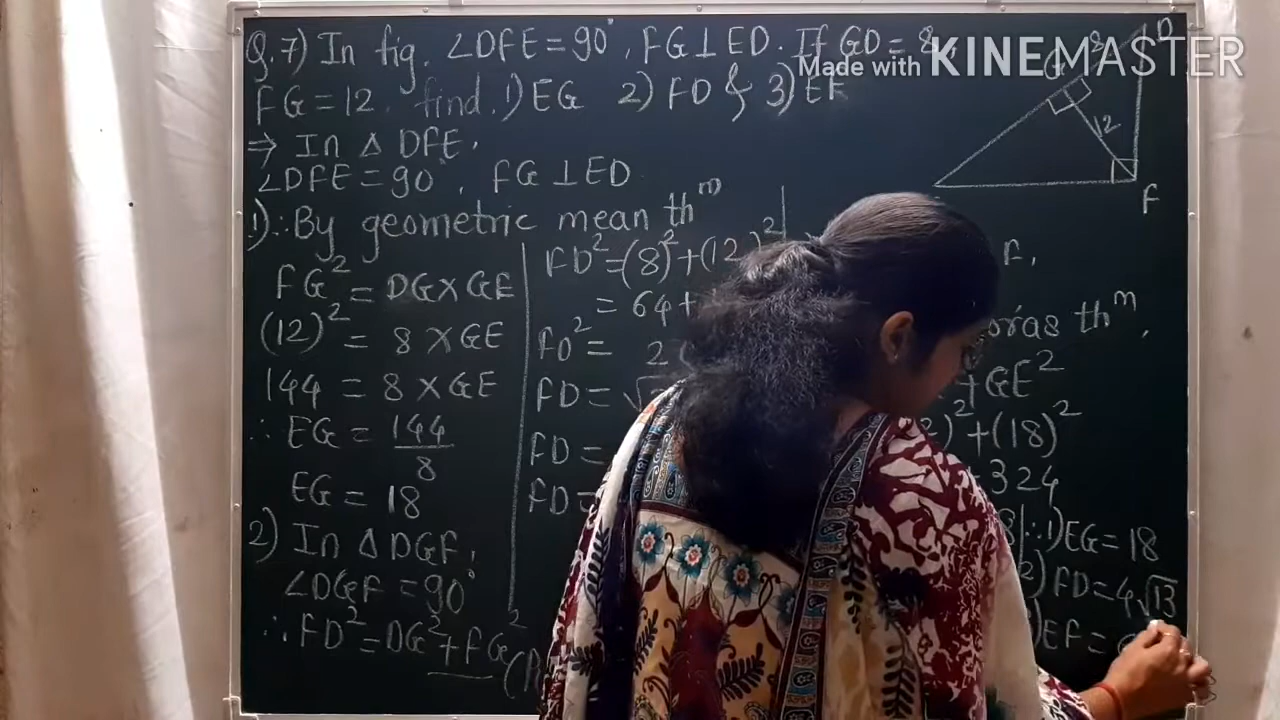 Q.7) In fig. ∠DFE = 90°, FG ⊥ ED. If GD = 8,
FG = 12. find. 1) EG 2) FD & 3) EF
⇒ In △ DFE,
∠DFE = 90°, FG ⊥ ED
1) ∴ By geometric mean thᵐ
FG² = DG × GE
(12)² = 8 × GE
144 = 8 × GE
∴ EG = 144/8
EG = 18
2) In △ DGF,
∠DGF = 90°
∴ FD² = DG² + FG²
FD² = (8)² + (12)²
= 64 +
FD² = 2
FD = √
FD =
FD =
F,
oras thᵐ,
+ GE²
)² + (18)²
324
8 | ∴ 1) EG = 18
2) FD = 4√13
) EF =
D
8
G
12
F
Made with KINEMASTER